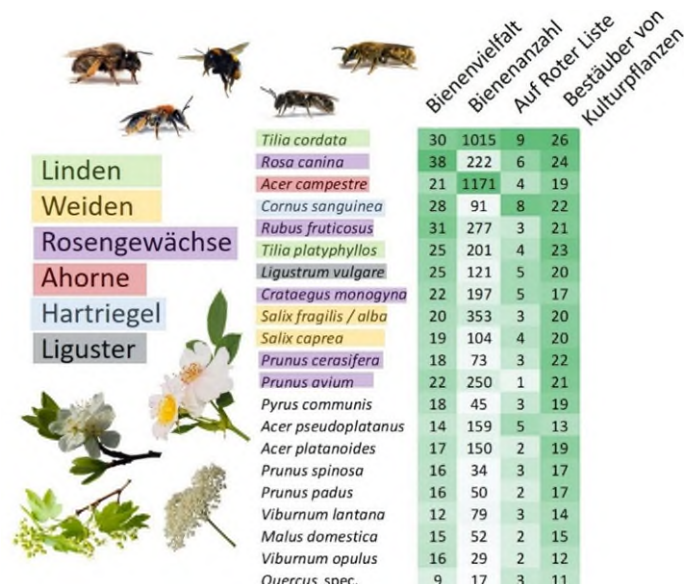 Bienenvielfalt
Bienenanzahl
Auf Roter Liste
Bestäuber von
Kulturpflanzen
Linden
Weiden
Rosengewächse
Ahorne
Hartriegel
Liguster
Tilia cordata 30 1015 9 26
Rosa canina 38 222 6 24
Acer campestre 21 1171 4 19
Cornus sanguinea 28 91 8 22
Rubus fruticosus 31 277 3 21
Tilia platyphyllos 25 201 4 23
Ligustrum vulgare 25 121 5 20
Crataegus monogyna 22 197 5 17
Salix fragilis / alba 20 353 3 20
Salix caprea 19 104 4 20
Prunus cerasifera 18 73 3 22
Prunus avium 22 250 1 21
Pyrus communis 18 45 3 19
Acer pseudoplatanus 14 159 5 13
Acer platanoides 17 150 2 19
Prunus spinosa 16 34 3 17
Prunus padus 16 50 2 17
Viburnum lantana 12 79 3 14
Malus domestica 15 52 2 15
Viburnum opulus 16 29 2 12
Quercus spec. 9 17 3 11